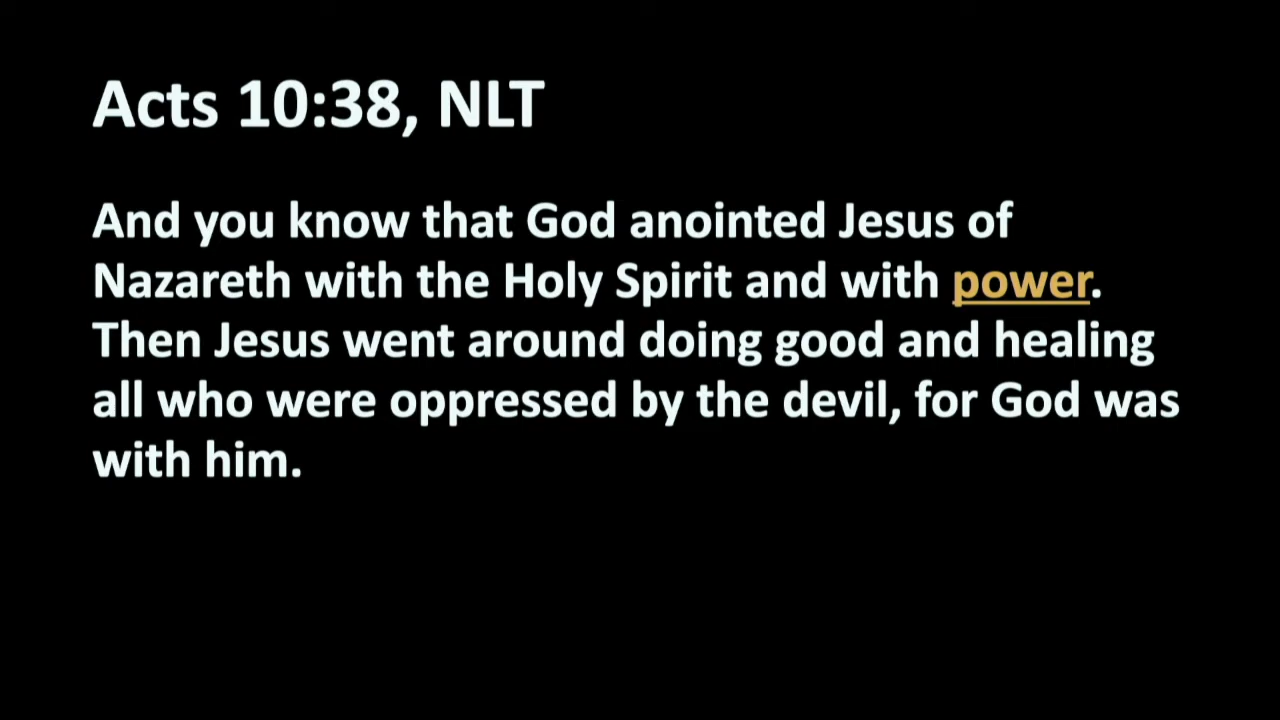 Acts 10:38, NLT
And you know that God anointed Jesus of
Nazareth with the Holy Spirit and with power.
Then Jesus went around doing good and healing
all who were oppressed by the devil, for God was
with him.